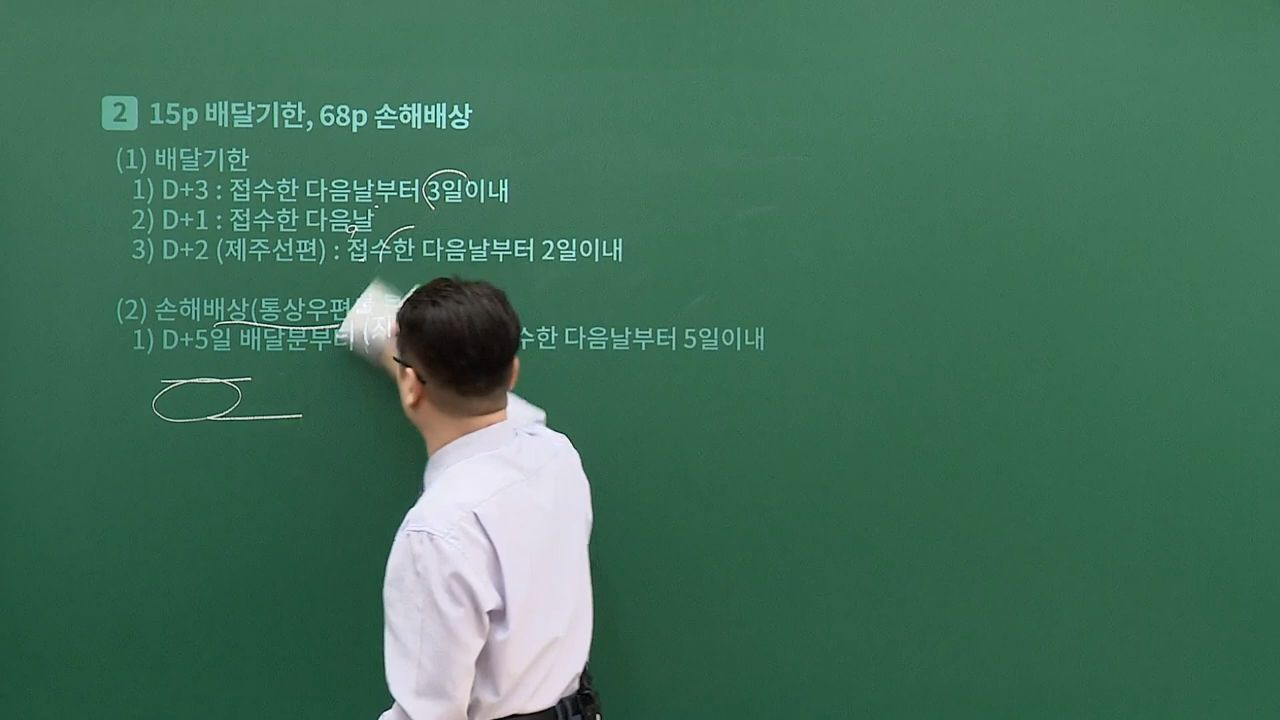 2 15p 배달기한, 68p 손해배상
(1) 배달기한
1) D+3 : 접수한 다음날부터 3일이내
2) D+1 : 접수한 다음날
3) D+2 (제주선편) : 접수한 다음날부터 2일이내
(2) 손해배상(통상우편
1) D+5일 배달분부터 수한 다음날부터 5일이내